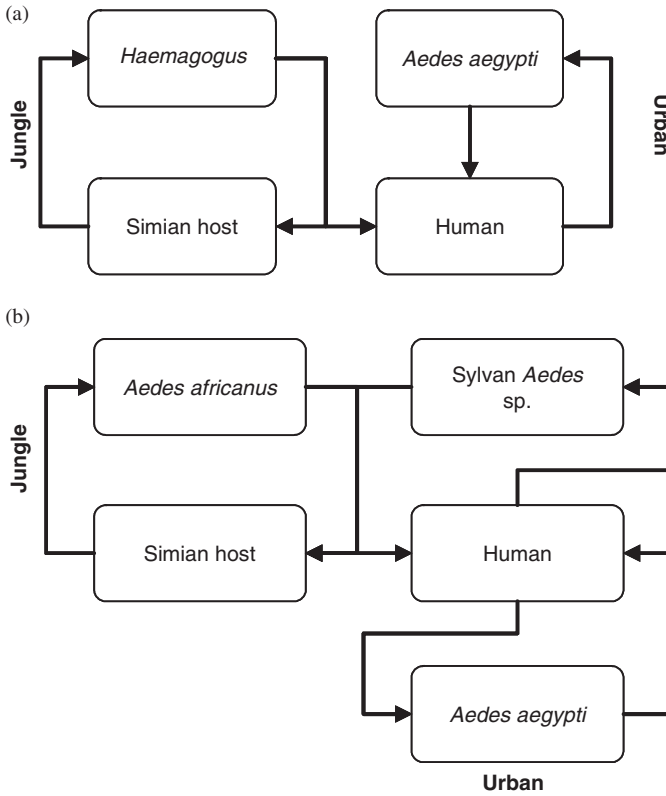 (a)
Haemagogus
Aedes aegypti
Jungle
Urban
Simian host
Human
(b)
Aedes africanus
Sylvan Aedes
sp.
Jungle
Simian host
Human
Aedes aegypti
Urban